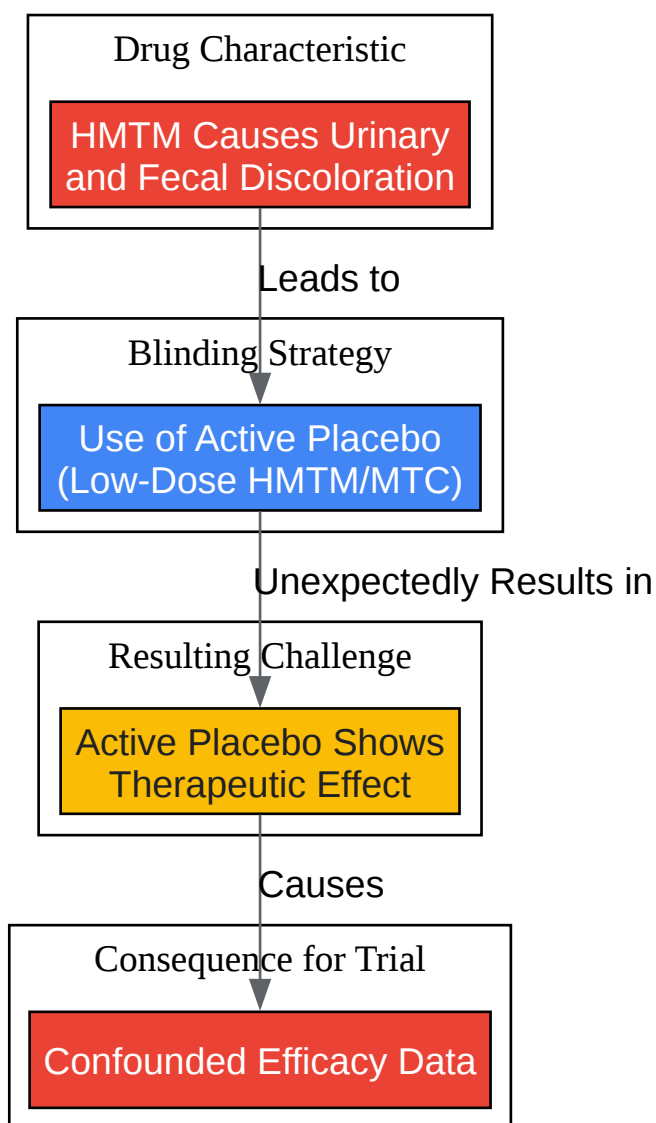 Drug Characteristic
HMTM Causes Urinary
and Fecal Discoloration
Leads to
Blinding Strategy
Use of Active Placebo
(Low-Dose HMTM/MTC)
Unexpectedly Results in
Resulting Challenge
Active Placebo Shows
Therapeutic Effect
Causes
Consequence for Trial
Confounded Efficacy Data